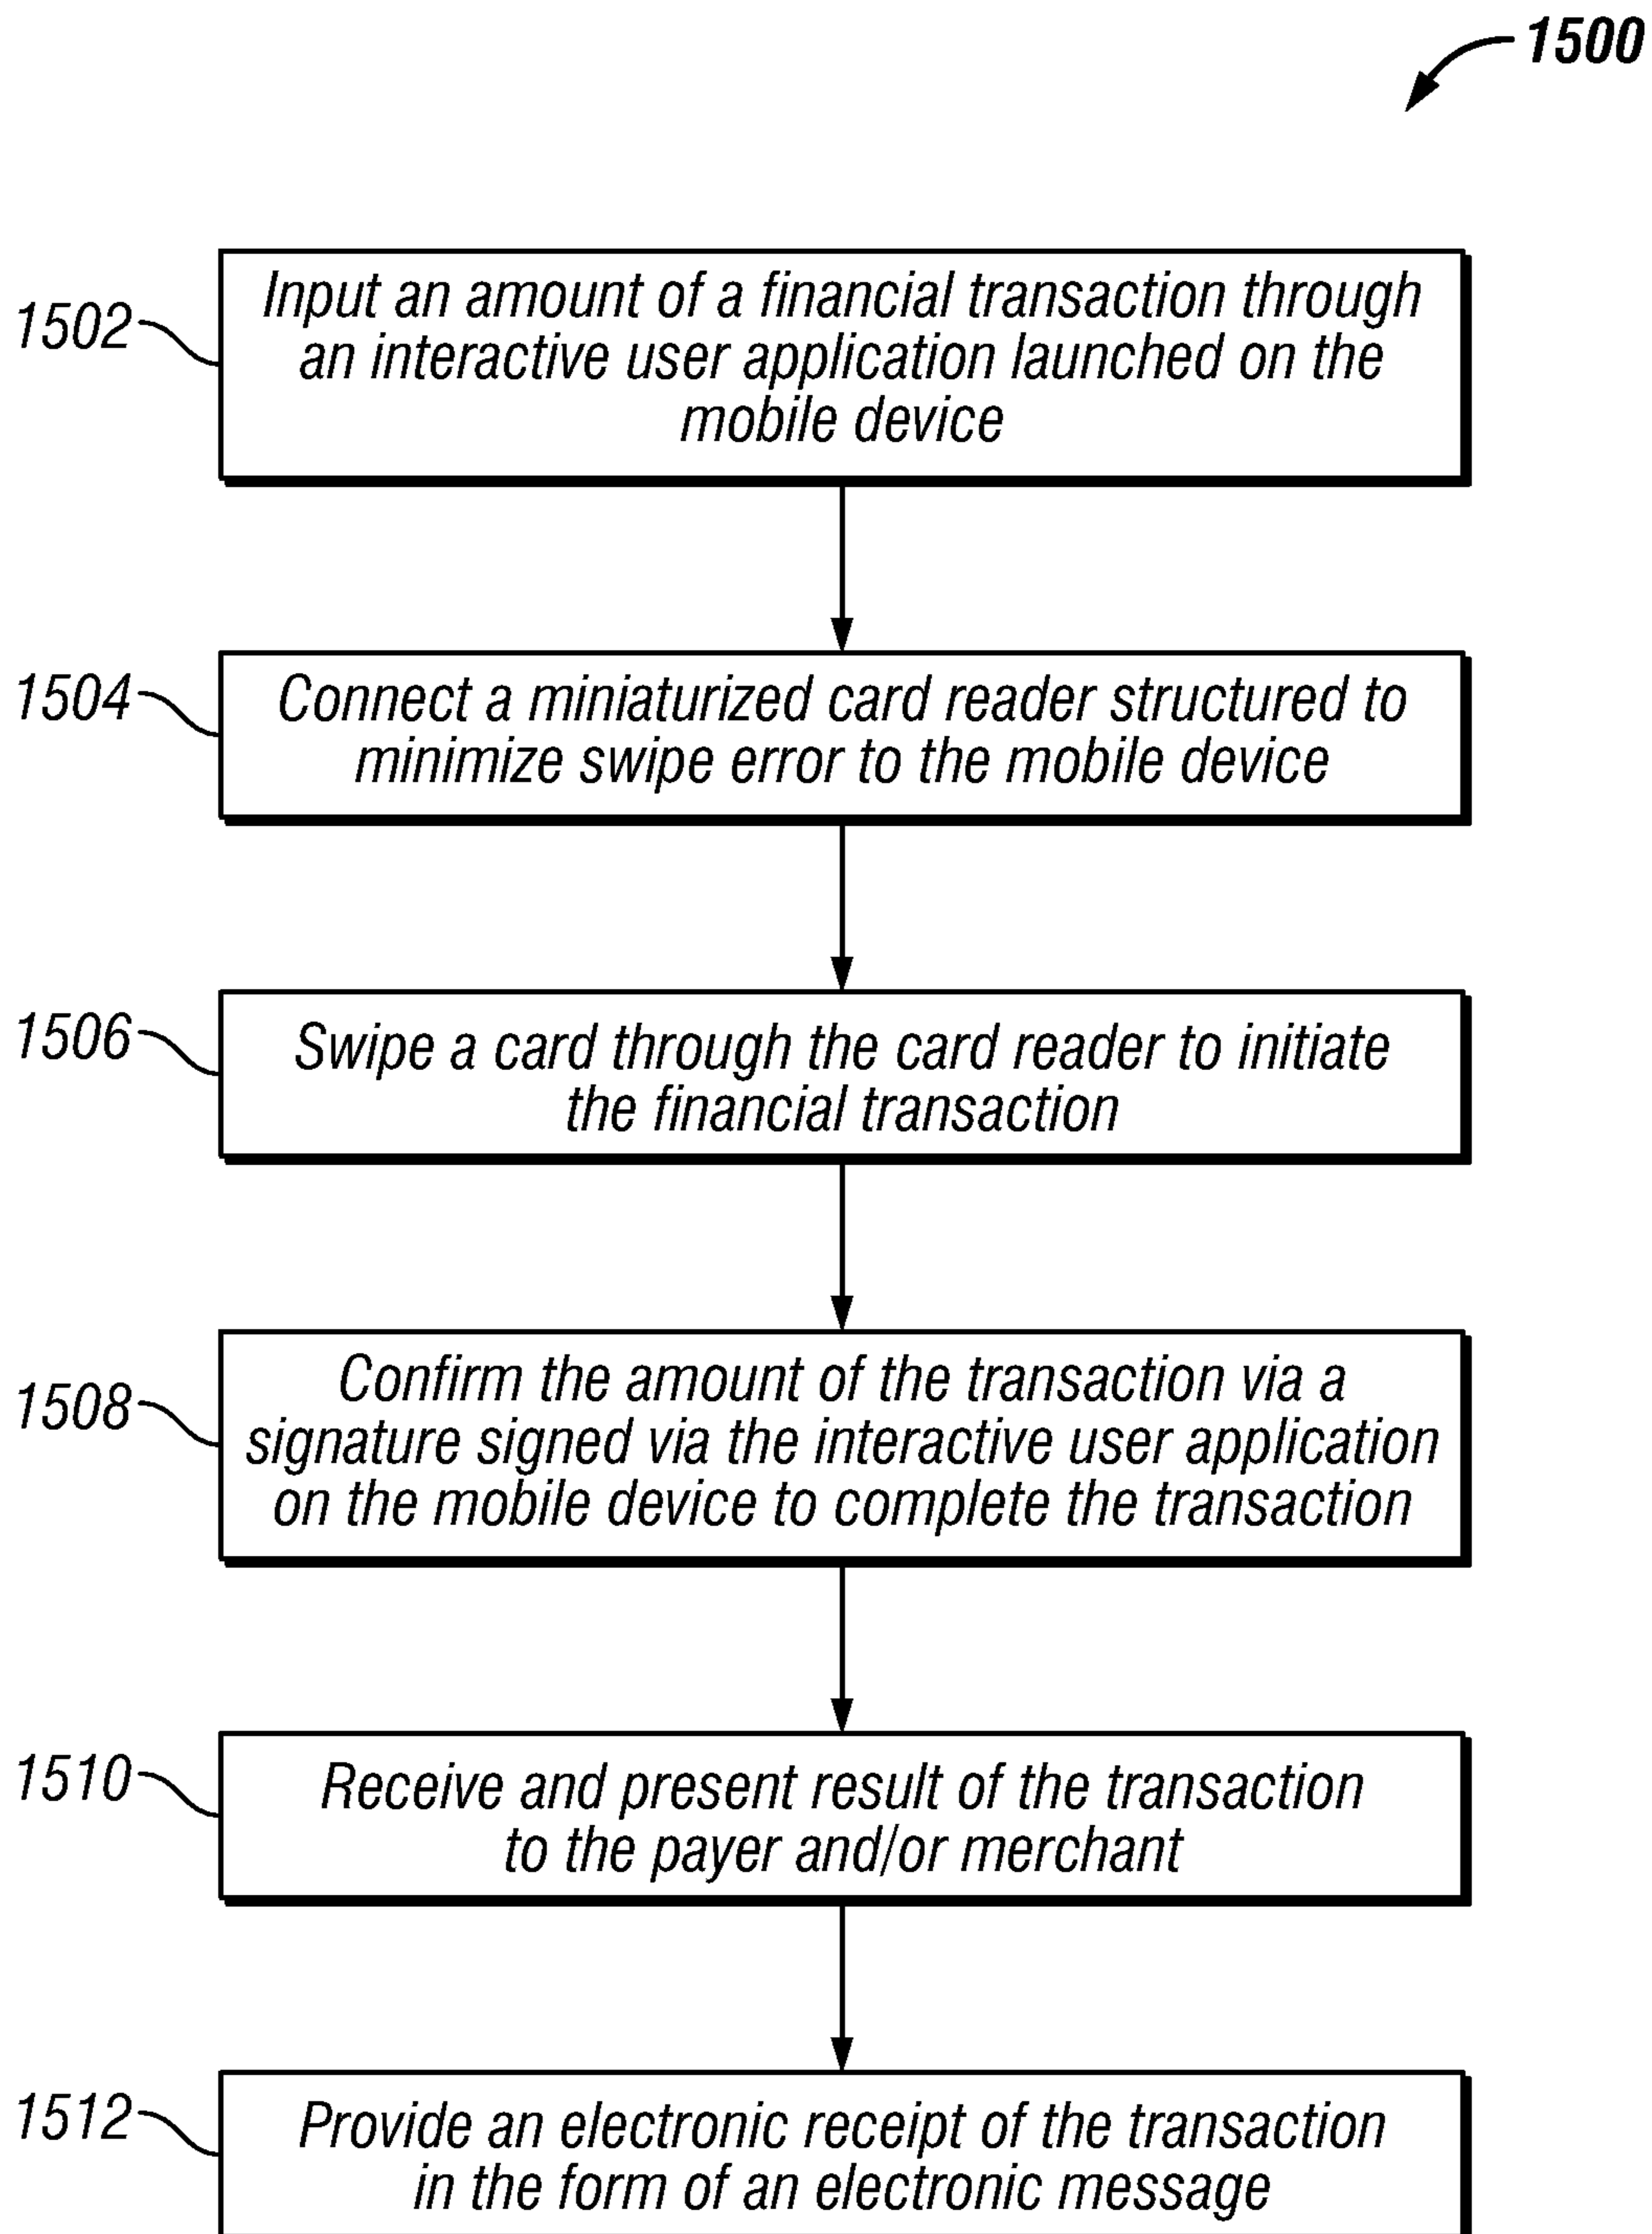 1500
1502
Input an amount of a financial transaction through
an interactive user application launched on the
mobile device
1504
Connect a miniaturized card reader structured to
minimize swipe error to the mobile device
1506
Swipe a card through the card reader to initiate
the financial transaction
1508
Confirm the amount of the transaction via a
signature signed via the interactive user application
on the mobile device to complete the transaction
1510
Receive and present result of the transaction
to the payer and/or merchant
1512
Provide an electronic receipt of the transaction
in the form of an electronic message